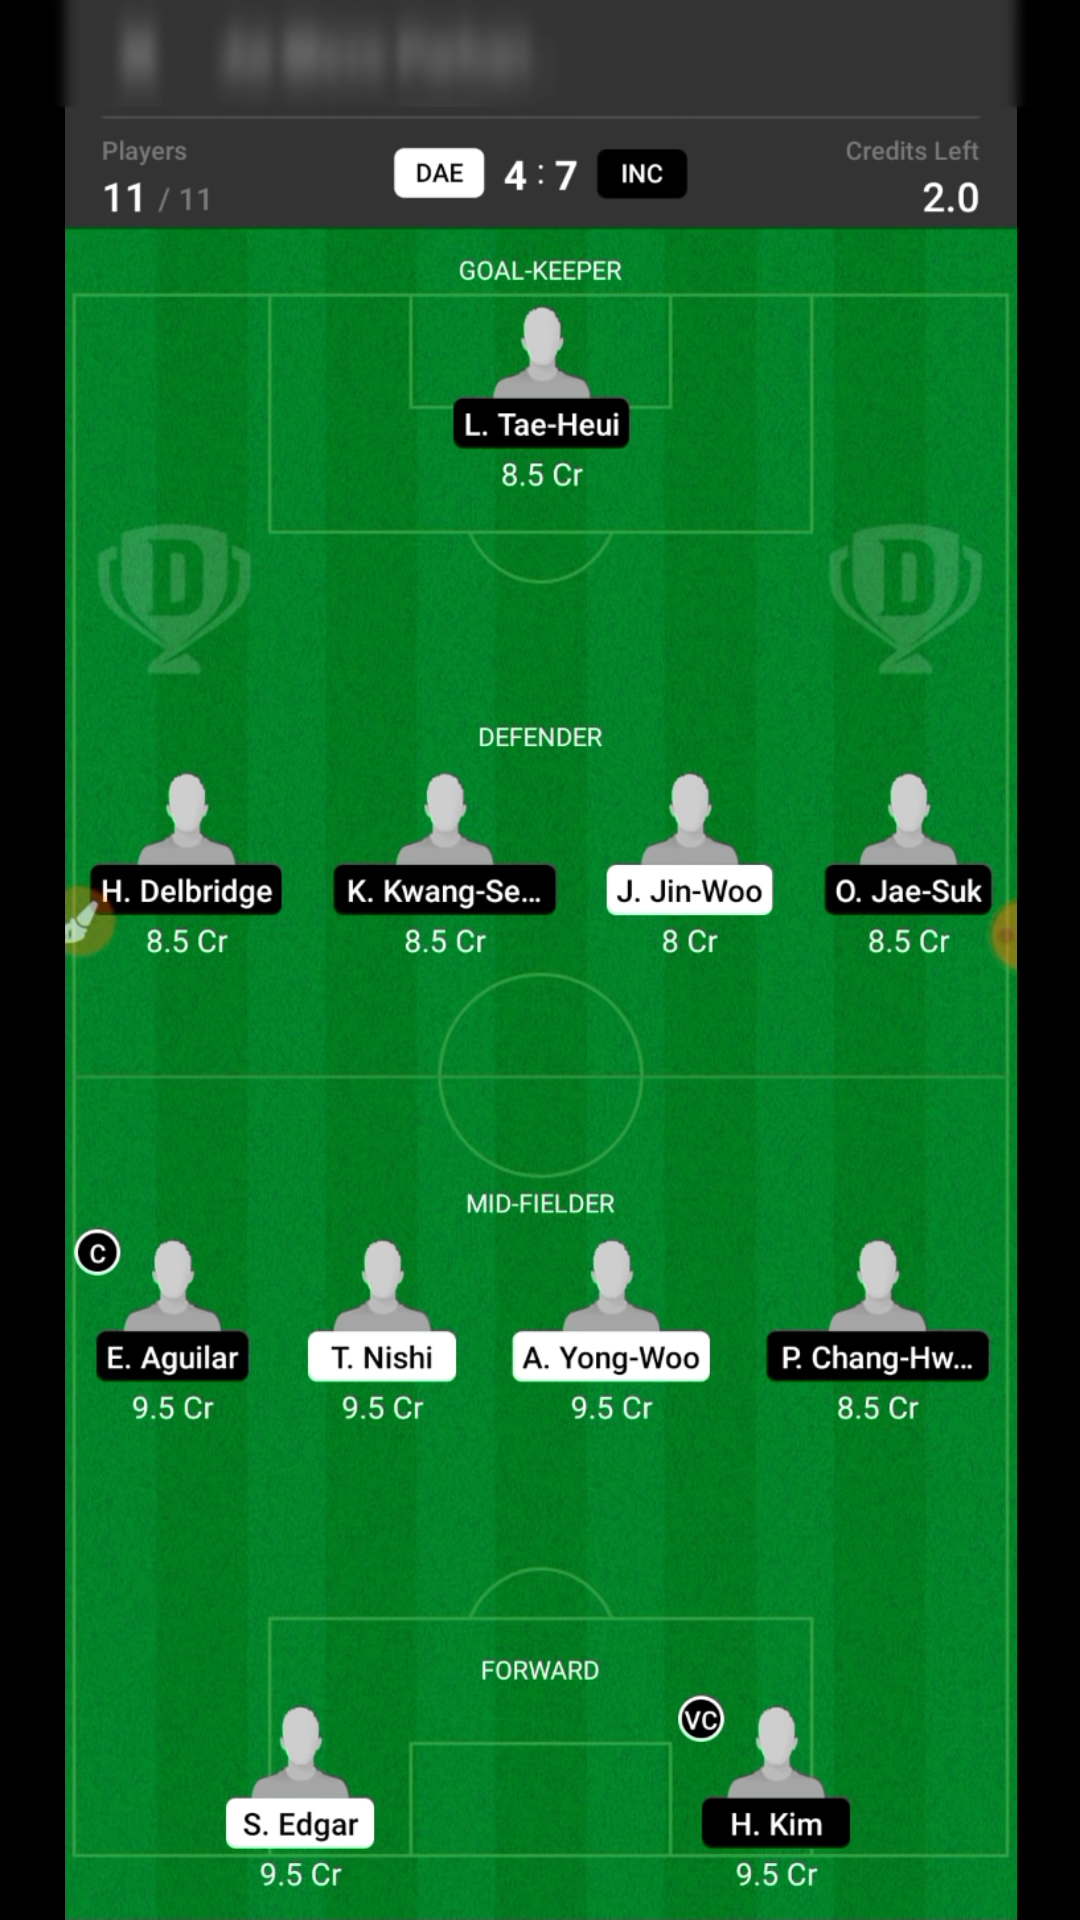 Players
11 / 11
DAE 4 : 7 INC
Credits Left
2.0
GOAL-KEEPER
L. Tae-Heui
8.5 Cr
D D
DEFENDER
H. Delbridge K. Kwang-Se... J. Jin-Woo O. Jae-Suk
8.5 Cr 8.5 Cr 8 Cr 8.5 Cr
MID-FIELDER
C
E. Aguilar T. Nishi A. Yong-Woo P. Chang-Hw...
9.5 Cr 9.5 Cr 9.5 Cr 8.5 Cr
FORWARD
VC
S. Edgar H. Kim
9.5 Cr 9.5 Cr